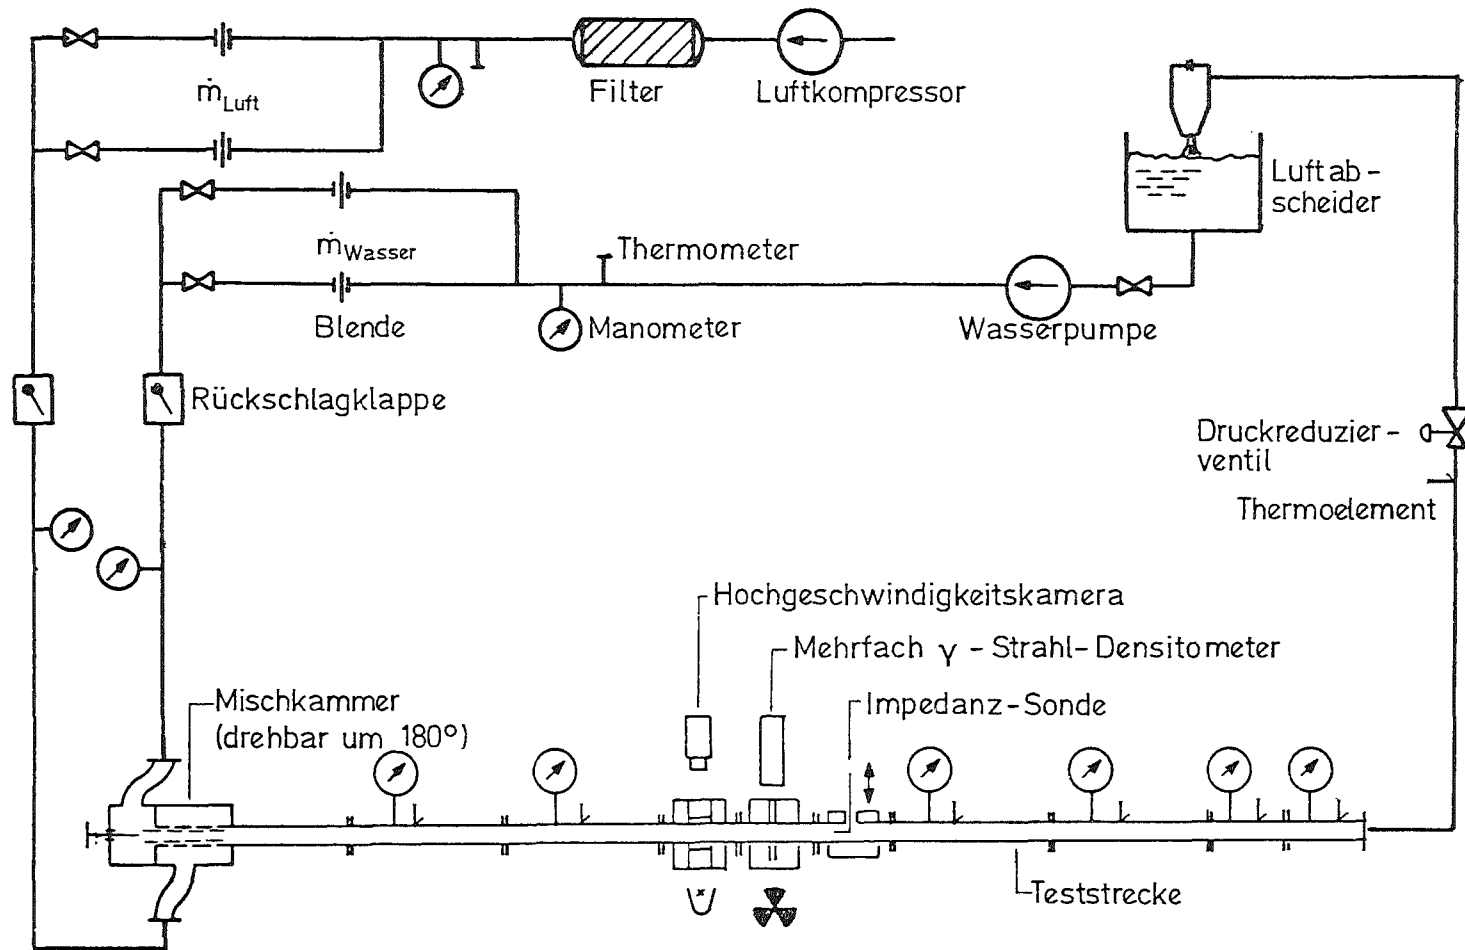 ṁLuft
Filter
Luftkompressor
Luftab-
scheider
ṁWasser
Thermometer
Blende
Manometer
Wasserpumpe
Rückschlagklappe
Druckreduzier-
ventil
Thermoelement
Hochgeschwindigkeitskamera
Mehrfach γ - Strahl-Densitometer
Mischkammer
(drehbar um 180°)
Impedanz-Sonde
Teststrecke